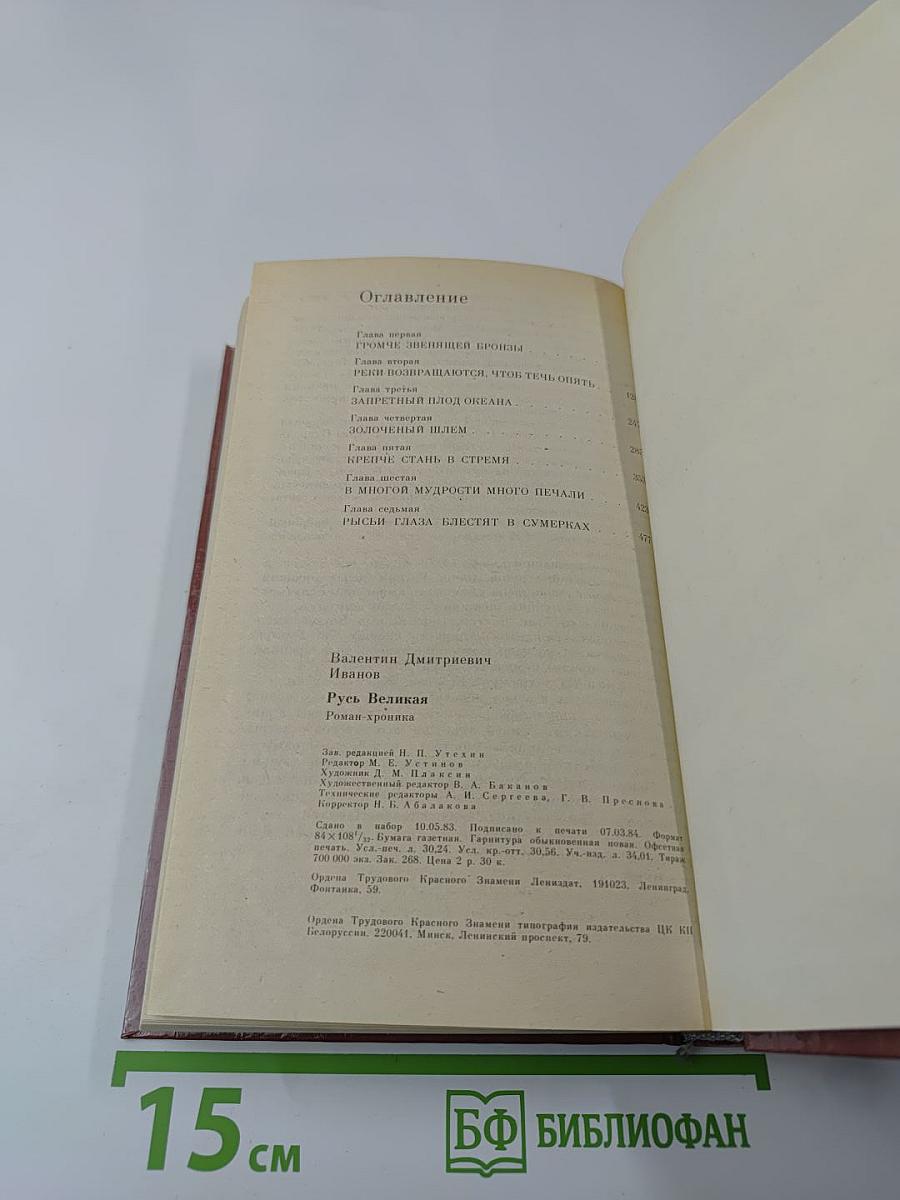 Оглавление
Глава первая
ГРОМЧЕ ЗВЕНЯЩЕЙ БРОНЗЫ .
Глава вторая
РЕКИ ВОЗВРАЩАЮТСЯ, ЧТОБ ТЕЧЬ ОПЯТЬ .
Глава третья
ЗАПРЕТНЫЙ ПЛОД ОКЕАНА . . . . .
Глава четвертая
ЗОЛОЧЕНЫЙ ШЛЕМ . . . . . . .
Глава пятая
КРЕПЧЕ СТАНЬ В СТРЕМЯ . . . . .
Глава шестая
В МНОГОЙ МУДРОСТИ МНОГО ПЕЧАЛИ . . .
Глава седьмая
РЫСЬИ ГЛАЗА БЛЕСТЯТ В СУМЕРКАХ . . . 477
Валентин Дмитриевич
Иванов
Русь Великая
Роман-хроника
Зав. редакцией Н. П. Утехин
Редактор М. Е. Устинов
Художник Д. М. Плаксин
Художественный редактор В. А. Баканов
Технические редакторы А. И. Сергеева, Г. В. Преснова
Корректор Н. Б. Абалакова
Сдано в набор 10.05.83. Подписано к печати 07.03.84. Формат
84×108¹/₃₂. Бумага газетная. Гарнитура обыкновенная новая. Офсетная
печать. Усл.-печ. л. 30,24. Усл. кр.-отт. 30,56. Уч.-изд. л. 34,01. Тираж
700 000 экз. Зак. 268. Цена 2 р. 30 к.
Ордена Трудового Красного Знамени Лениздат, 191023, Ленинград,
Фонтанка, 59.
Ордена Трудового Красного Знамени типография издательства ЦК КП
Белоруссии. 220041, Минск, Ленинский проспект, 79.
15 см
БФ БИБЛИОФАН